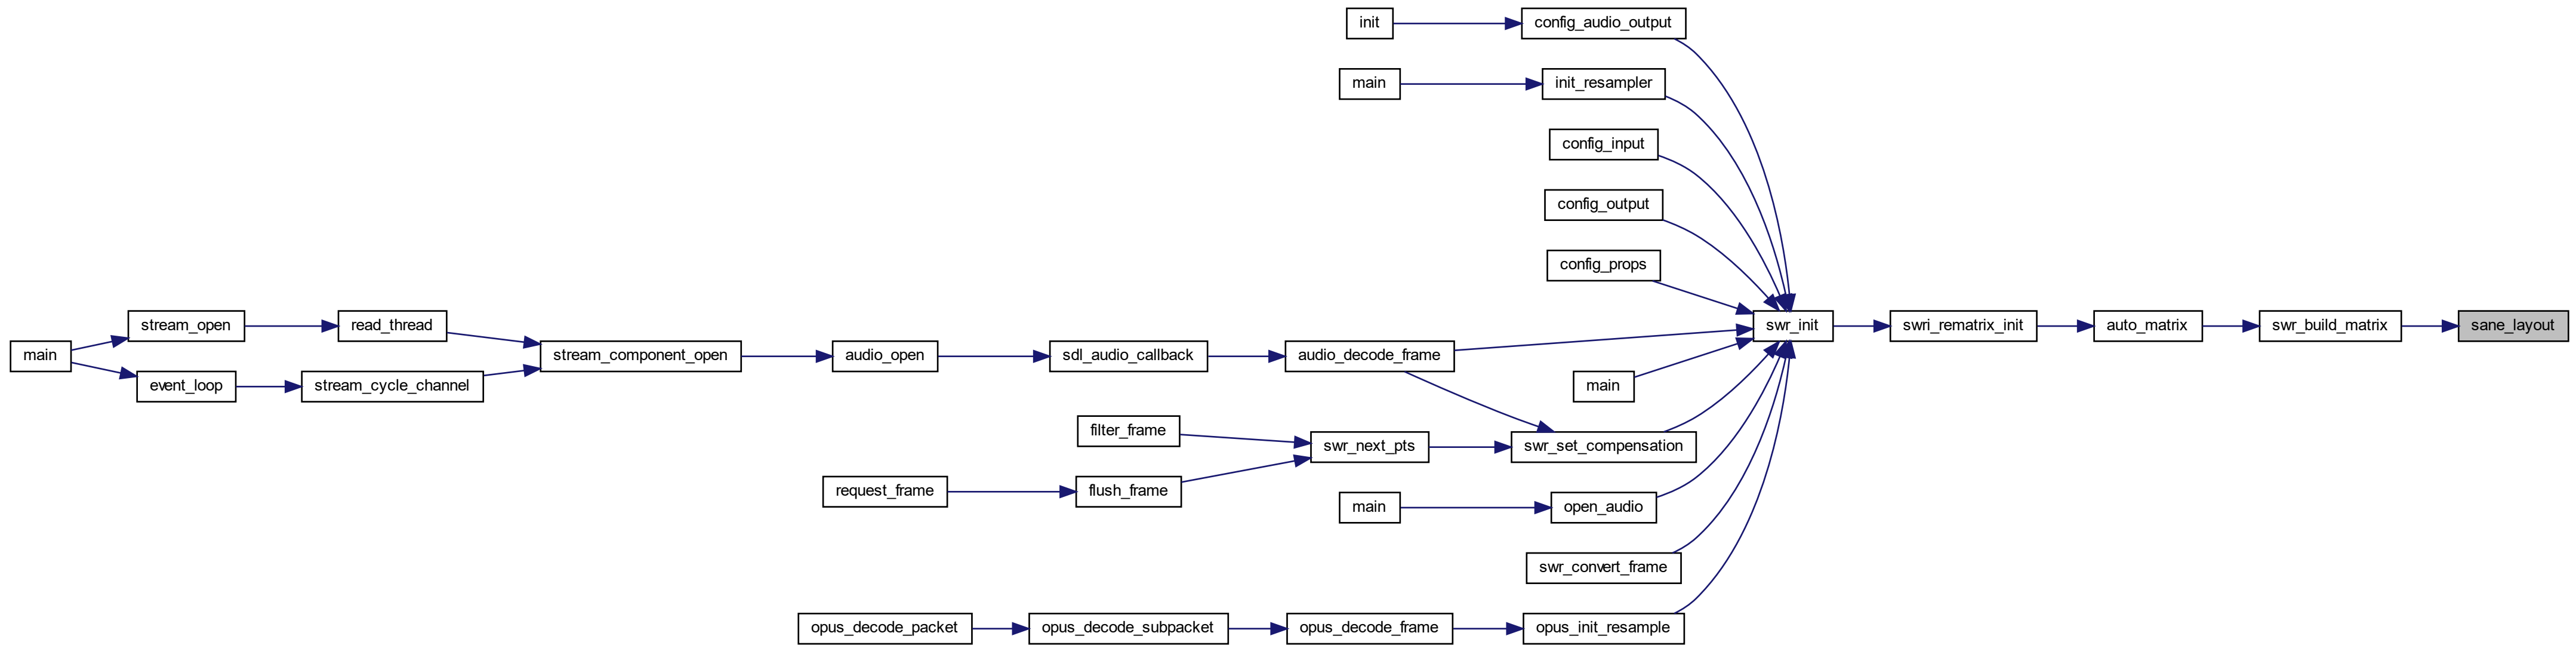 init
config_audio_output
main
init_resampler
config_input
config_output
config_props
stream_open
read_thread
swr_init
swri_rematrix_init
auto_matrix
swr_build_matrix
sane_layout
main
stream_component_open
audio_open
sdl_audio_callback
audio_decode_frame
event_loop
stream_cycle_channel
main
filter_frame
swr_next_pts
swr_set_compensation
request_frame
flush_frame
main
open_audio
swr_convert_frame
opus_decode_packet
opus_decode_subpacket
opus_decode_frame
opus_init_resample